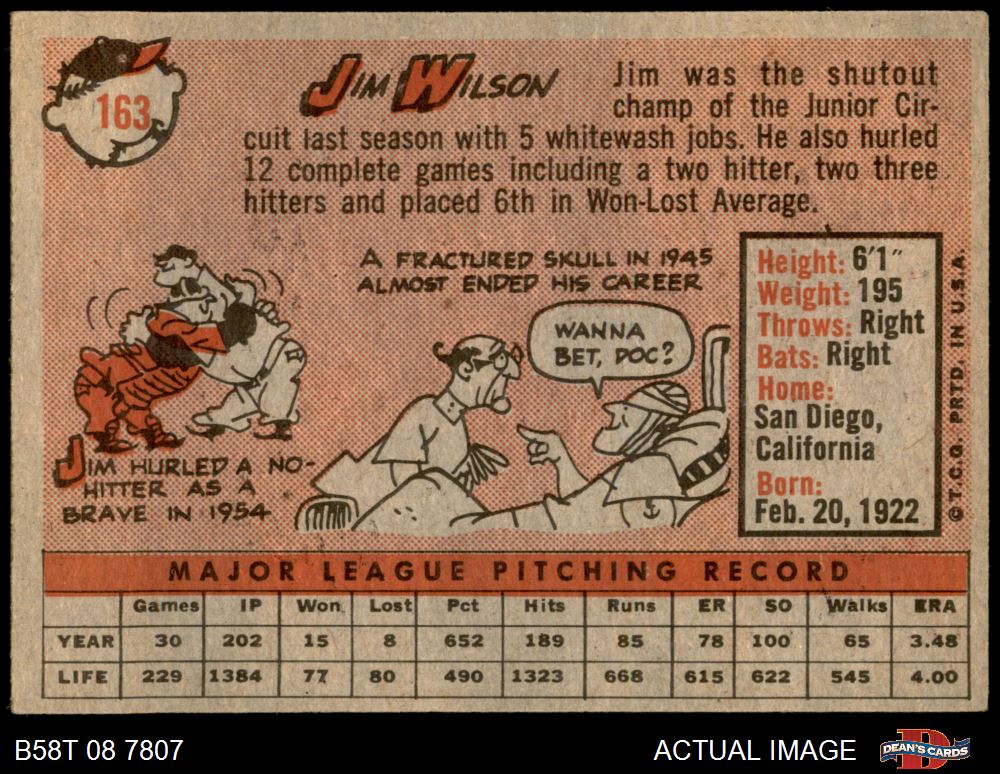 163
JIM WILSON
Jim was the shutout
champ of the Junior Cir-
cuit last season with 5 whitewash jobs. He also hurled
12 complete games including a two hitter, two three
hitters and placed 6th in Won-Lost Average.
A FRACTURED SKULL IN 1945
ALMOST ENDED HIS CAREER
WANNA
BET, DOC?
JIM HURLED A NO-
HITTER AS A
BRAVE IN 1954
Height: 6'1"
Weight: 195
Throws: Right
Bats: Right
Home:
San Diego,
California
Born:
Feb. 20, 1922
© T.C.G. PRTD. IN U.S.A.
MAJOR LEAGUE PITCHING RECORD
Games IP Won Lost Pct Hits Runs ER SO Walks ERA
YEAR 30 202 15 8 652 189 85 78 100 65 3.48
LIFE 229 1384 77 80 490 1323 668 615 622 545 4.00
B58T 08 7807
ACTUAL IMAGE
DEAN'S CARDS